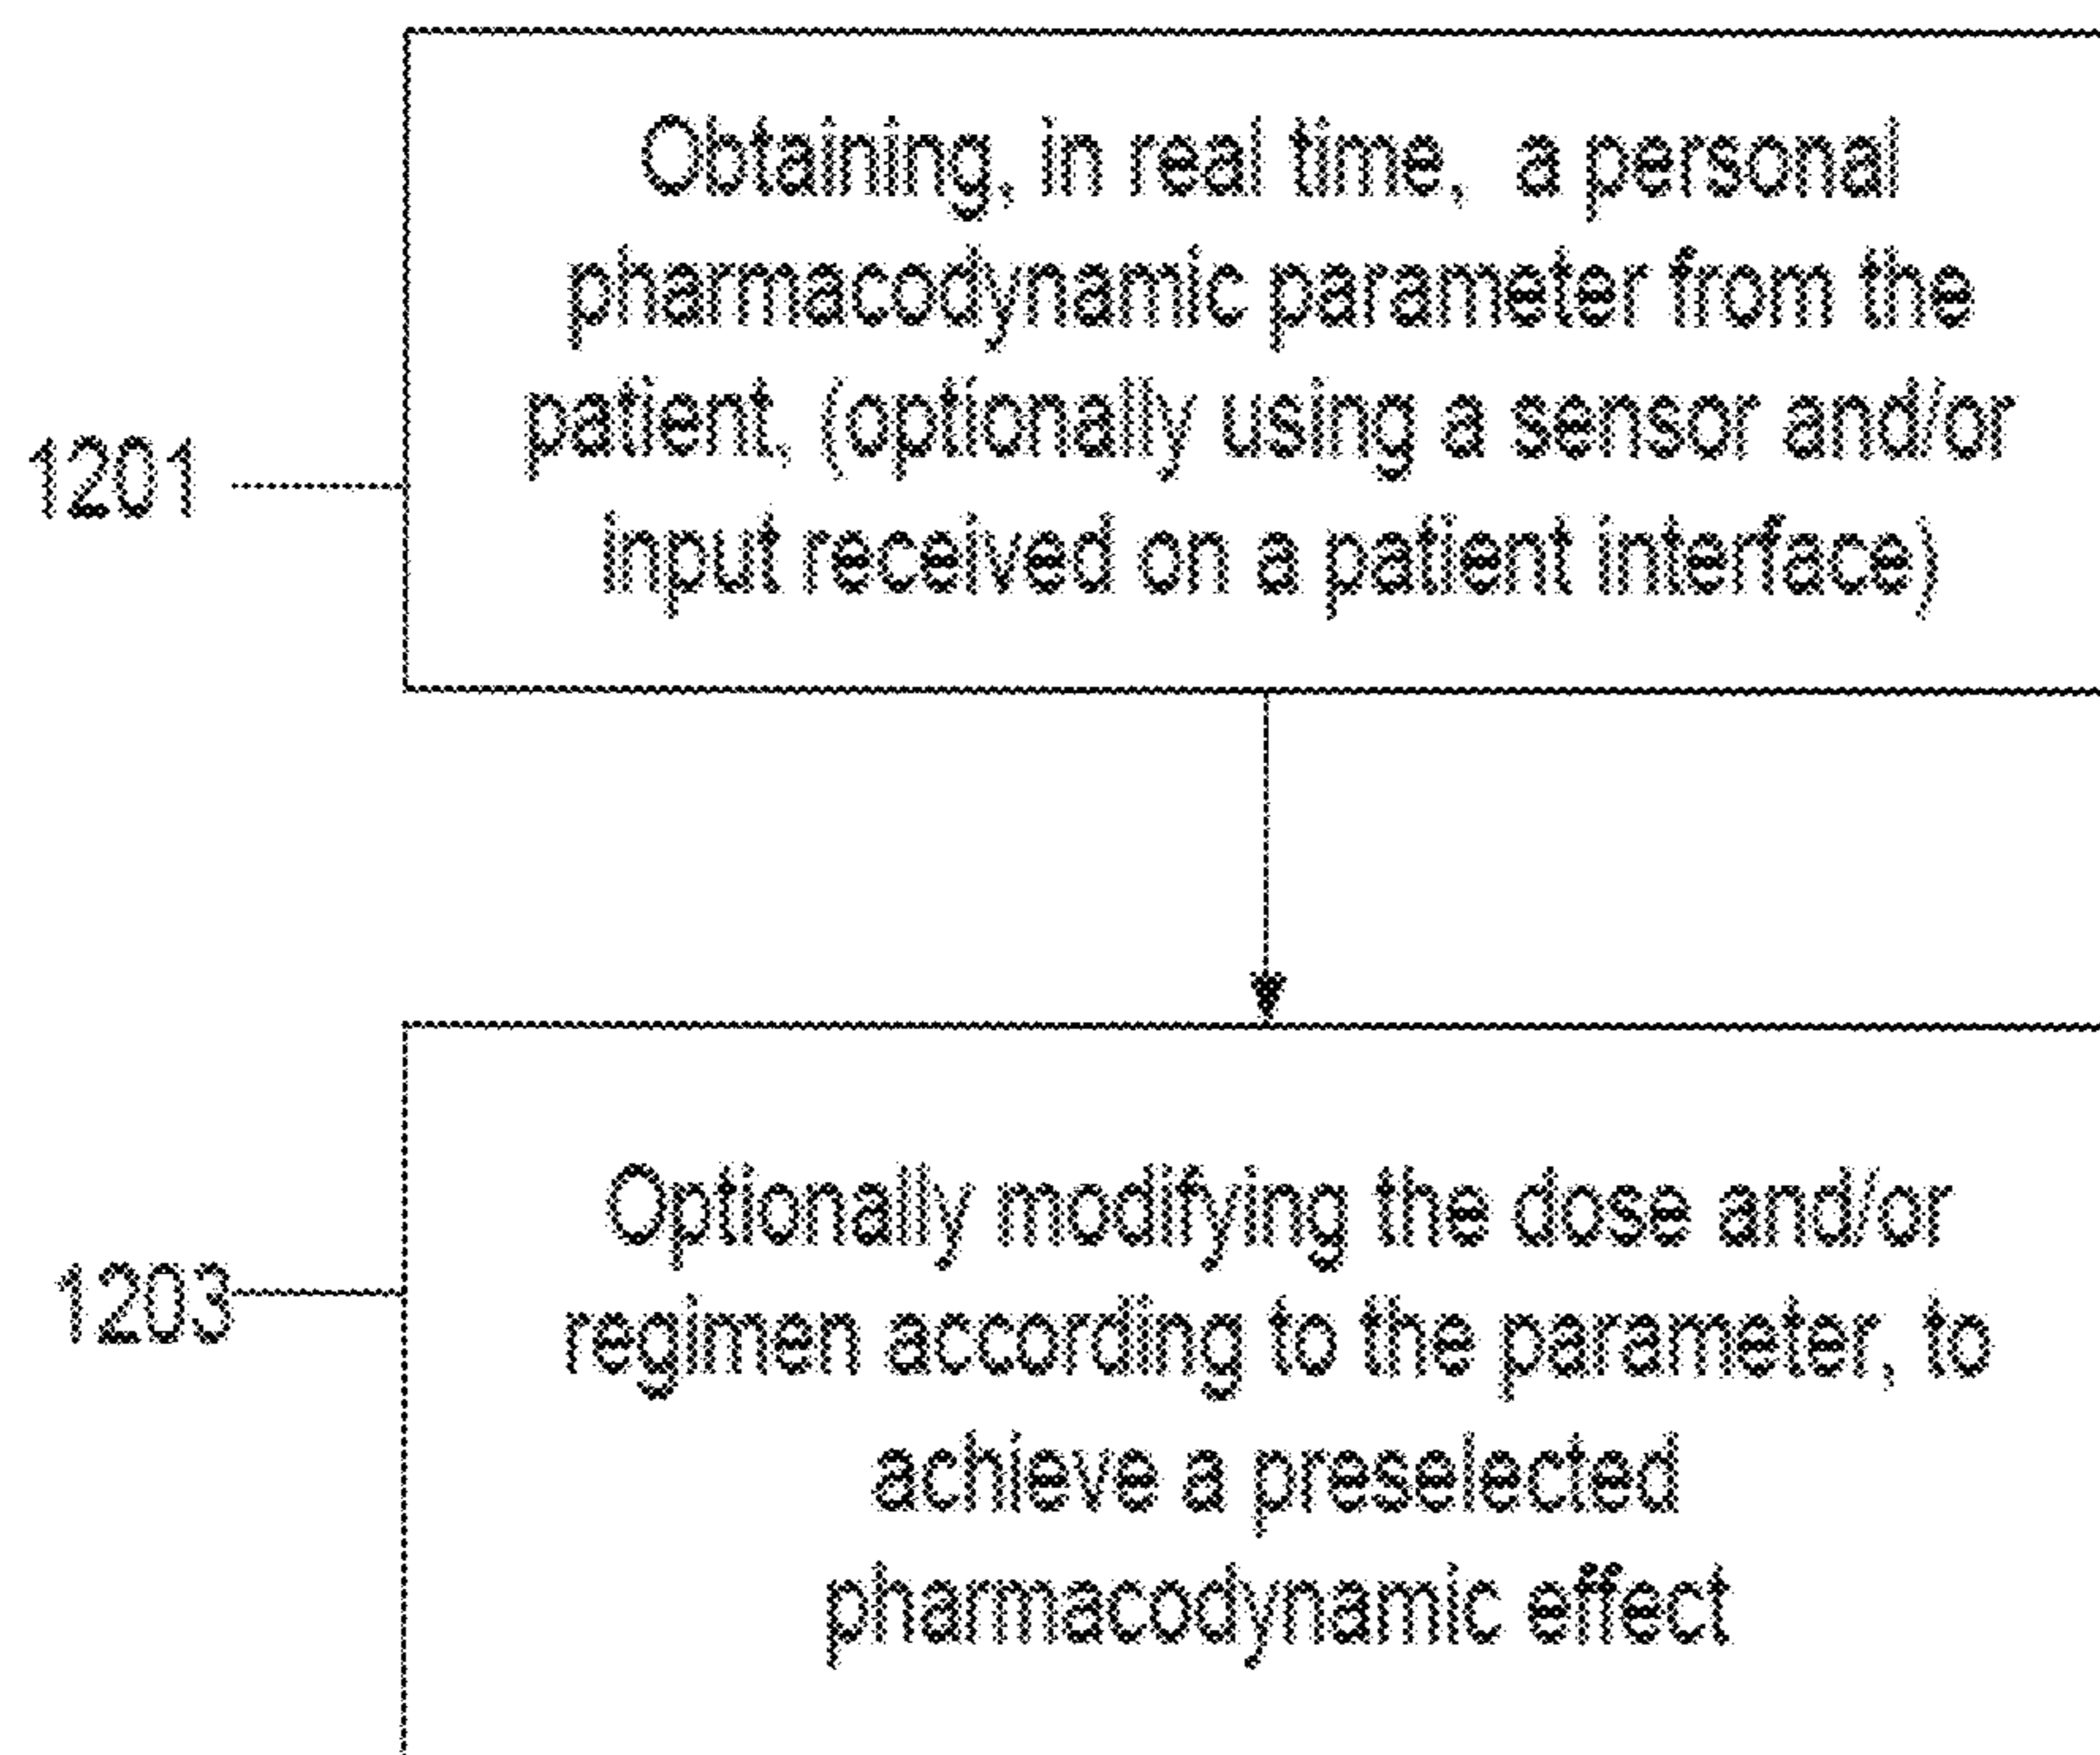 Obtaining, in real time, a personal
pharmacodynamic parameter from the
patient, (optionally using a sensor and/or
input received on a patient interface)
1201
Optionally modifying the dose and/or
regimen according to the parameter, to
achieve a preselected
pharmacodynamic effect
1203